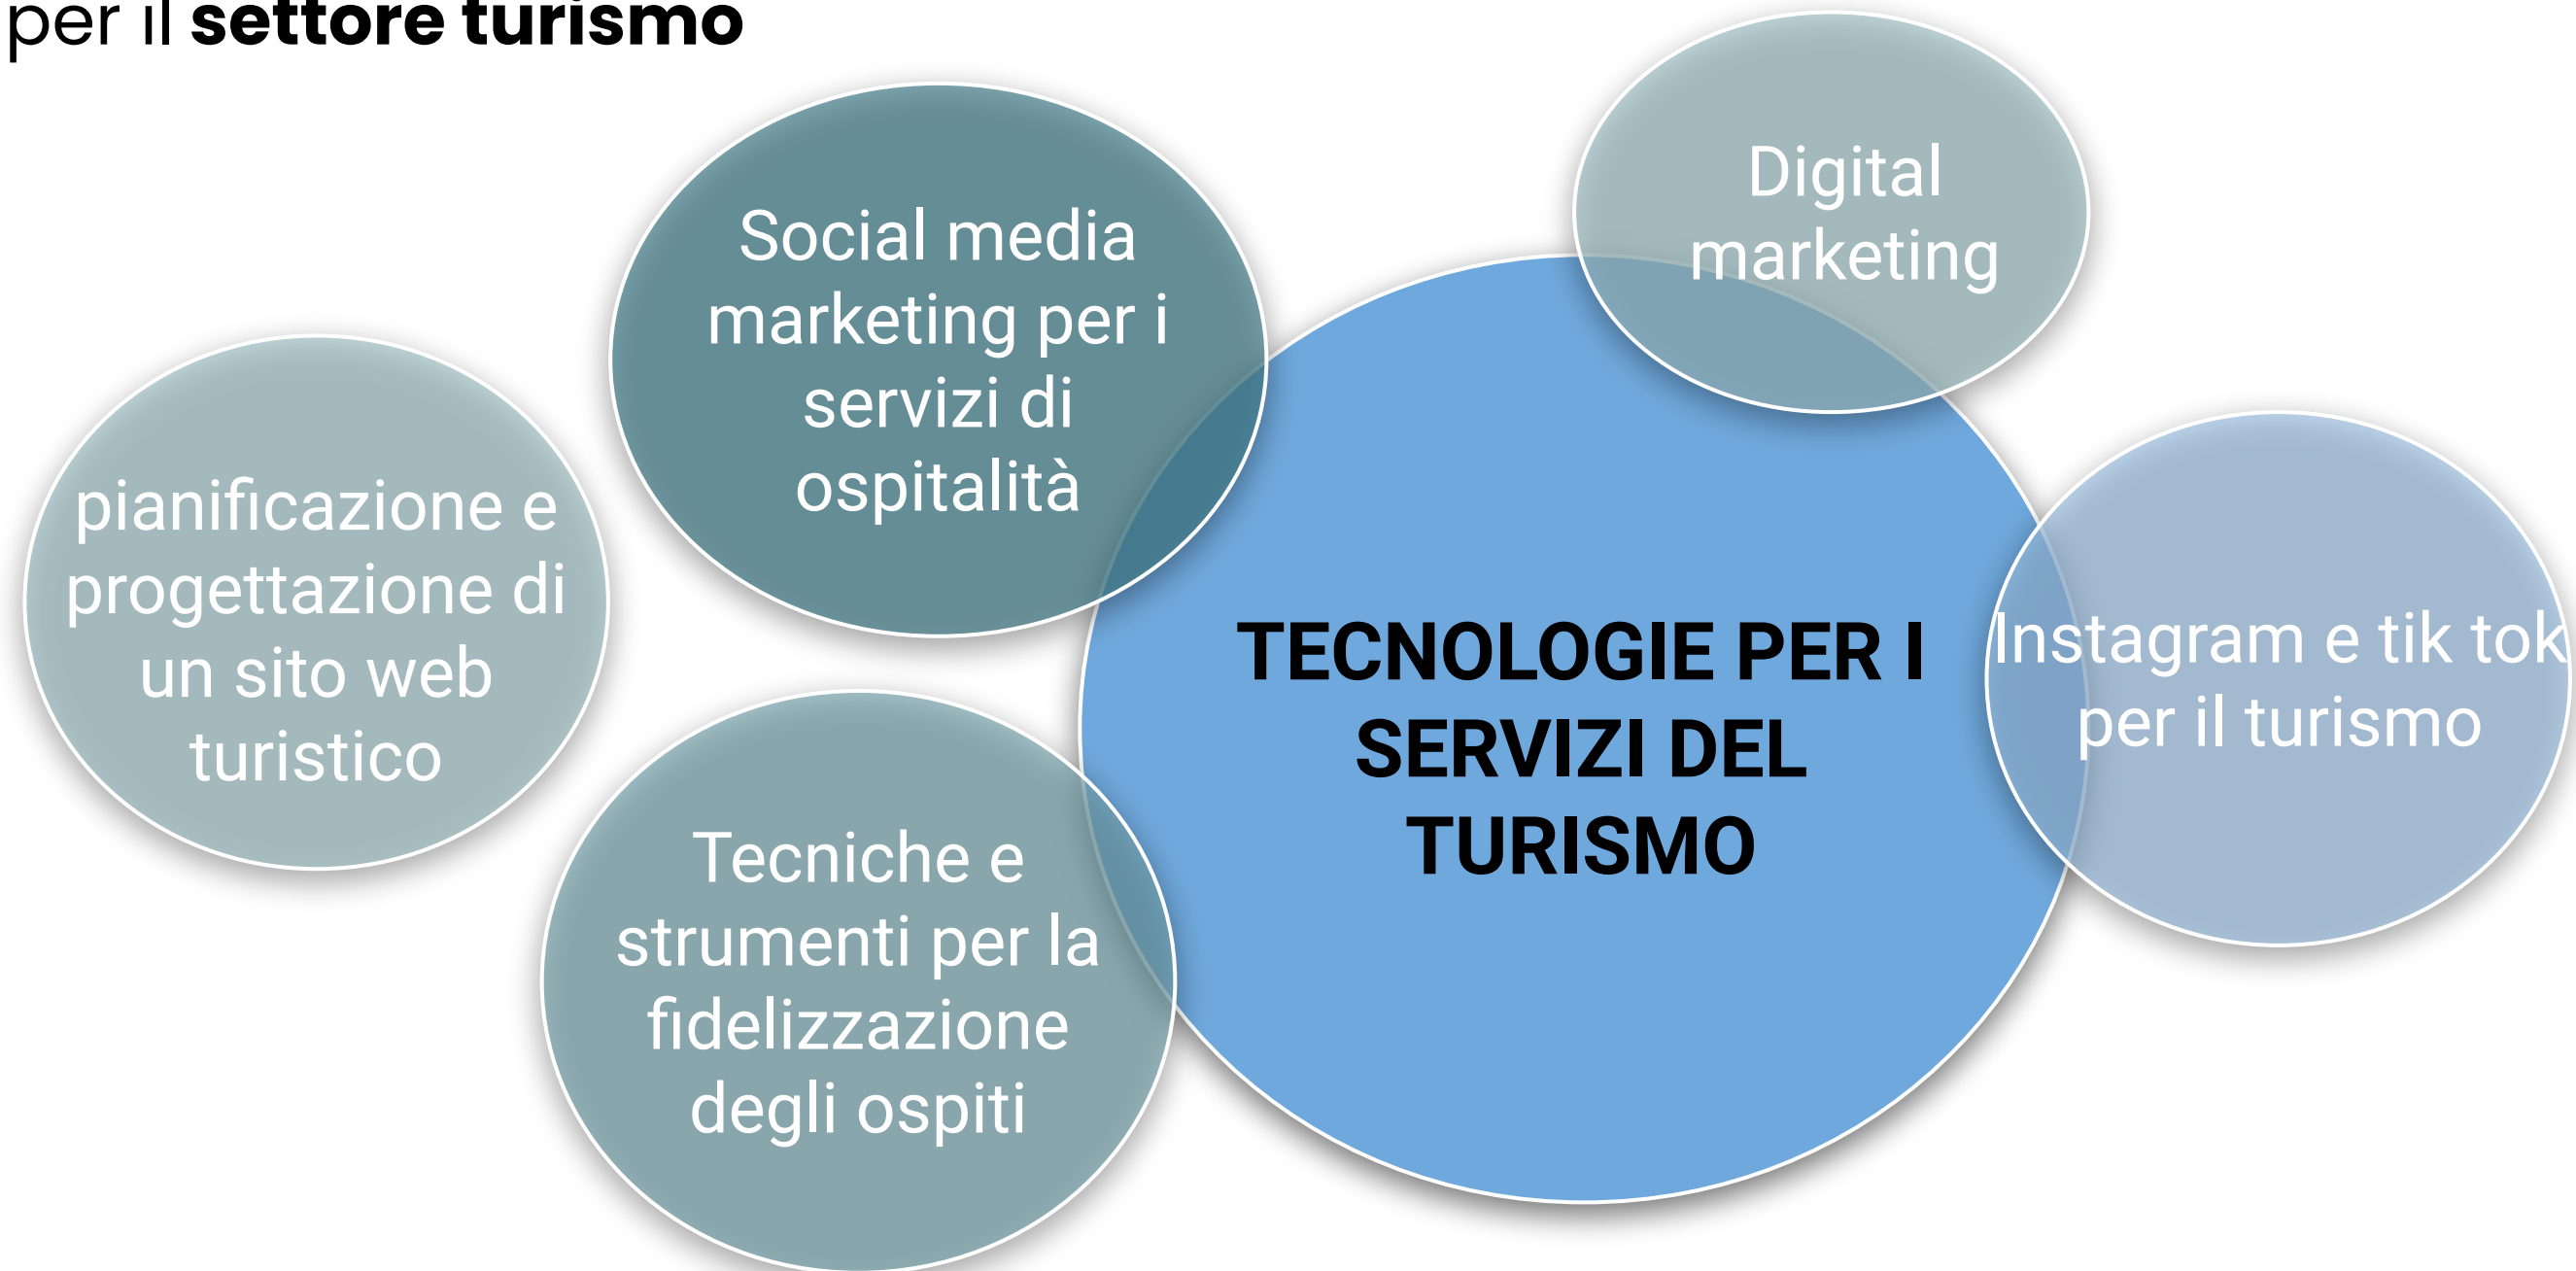 per il settore turismo
Digital
marketing
Social media
marketing per i
servizi di
ospitalità
pianificazione e
progettazione di
un sito web
turistico
TECNOLOGIE PER I
SERVIZI DEL
TURISMO
Instagram e tik tok
per il turismo
Tecniche e
strumenti per la
fidelizzazione
degli ospiti